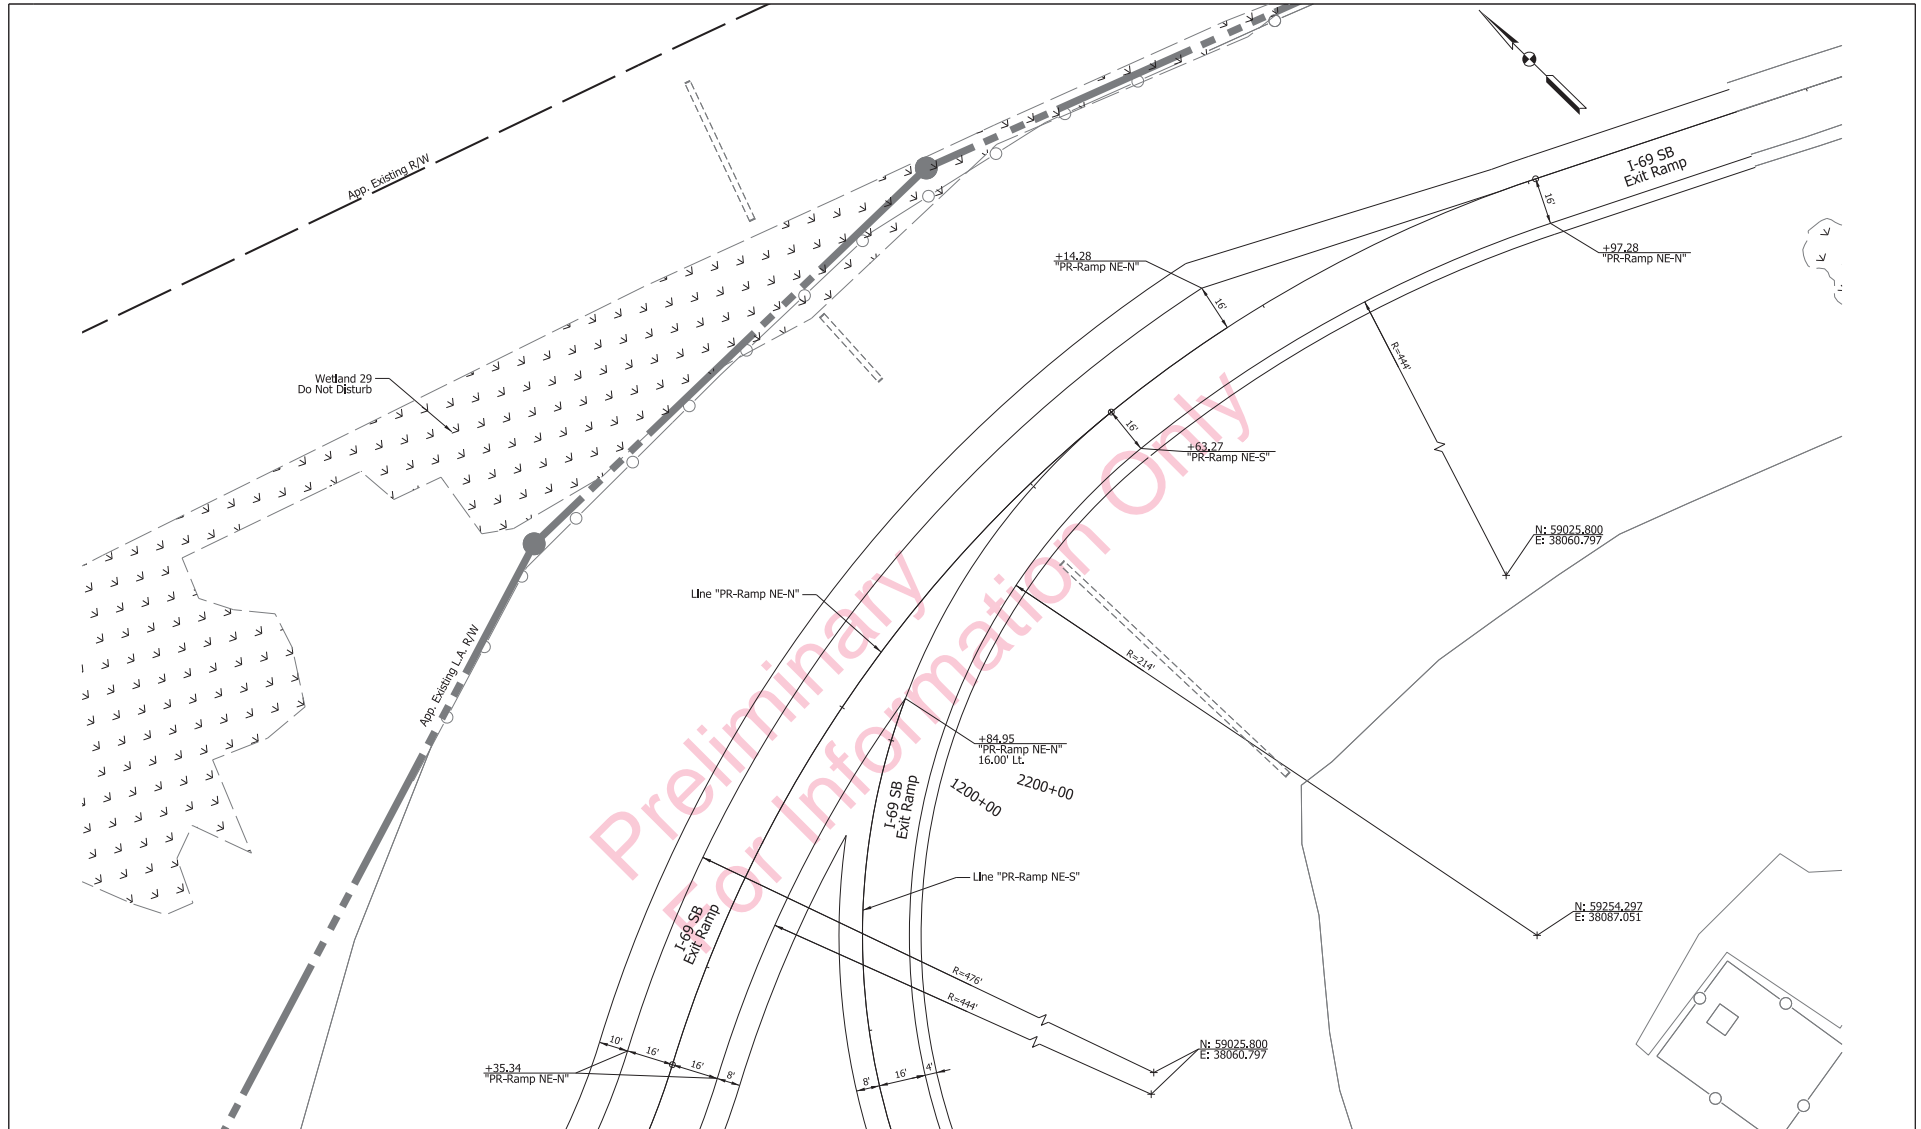 App. Existing R/W
I-69 SB
Exit Ramp
16'
+97.28
"PR-Ramp NE-N"
+14.28
"PR-Ramp NE-N"
16'
R=444'
Wetland 29
Do Not Disturb
16'
+63.27
"PR-Ramp NE-S"
N: 59025.800
E: 38060.797
Line "PR-Ramp NE-N"
App. Existing L.A. R/W
R=214'
+84.95
"PR-Ramp NE-N"
16.00' Lt.
1200+00
2200+00
I-69 SB
Exit Ramp
Preliminary
For Information Only
Line "PR-Ramp NE-S"
N: 59254.297
E: 38087.051
I-69 SB
Exit Ramp
R=476'
R=444'
N: 59025.800
E: 38060.797
10'
16'
16'
8'
+35.34
"PR-Ramp NE-N"
8'
16'
4'